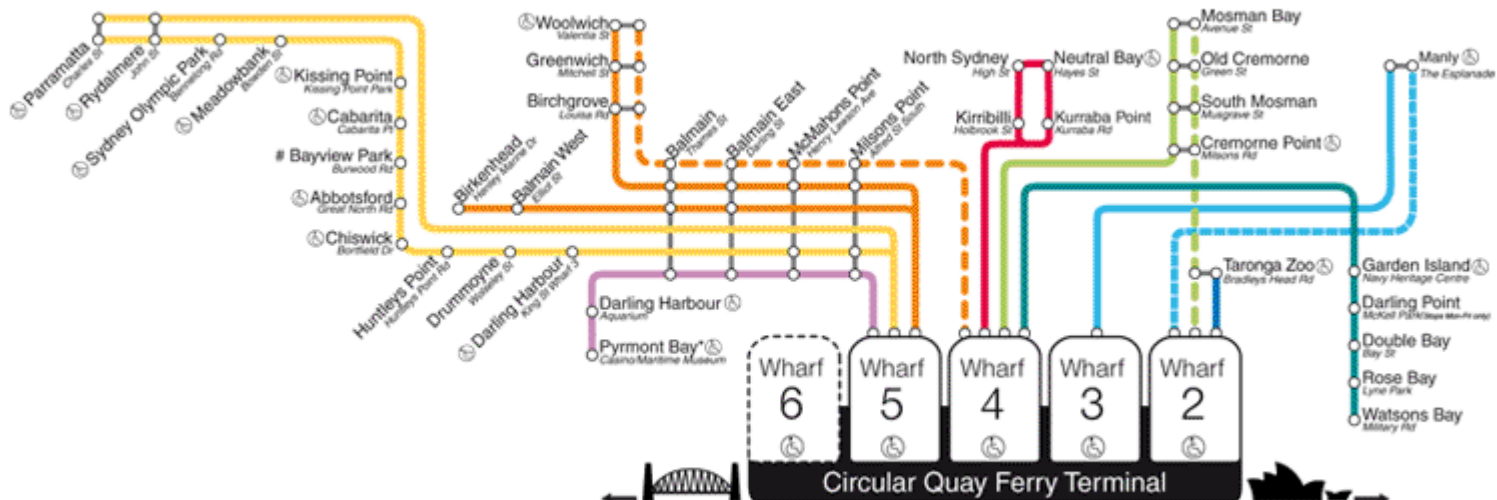 Parramatta
Charles St
Rydalmere
John St
Sydney Olympic Park
Bennelong Rd
Meadowbank
Bowden St
Kissing Point
Kissing Point Park
Cabarita
Cabarita Pt
# Bayview Park
Burwood Rd
Abbotsford
Great North Rd
Chiswick
Bortfield Dr
Huntleys Point
Huntleys Point Rd
Drummoyne
Wolseley St
Darling Harbour
King St Wharf 3
Woolwich
Valentia St
Greenwich
Mitchell St
Birchgrove
Louisa Rd
Birkenhead
Henley Marine Dr
Balmain West
Elliot St
Balmain
Thames St
Balmain East
Darling St
McMahons Point
Henry Lawson Ave
Milsons Point
Alfred St South
Darling Harbour
Aquarium
Pyrmont Bay*
Casino/Maritime Museum
North Sydney
High St
Neutral Bay
Hayes St
Kirribilli
Holbrook St
Kurraba Point
Kurraba Rd
Mosman Bay
Avenue St
Old Cremorne
Green St
South Mosman
Musgrave St
Cremorne Point
Milsons Rd
Manly
The Esplanade
Taronga Zoo
Bradleys Head Rd
Garden Island
Navy Heritage Centre
Darling Point
McKell Park (Stops Mon-Fri only)
Double Bay
Bay St
Rose Bay
Lyne Park
Watsons Bay
Military Rd
Wharf
6
Wharf
5
Wharf
4
Wharf
3
Wharf
2
Circular Quay Ferry Terminal